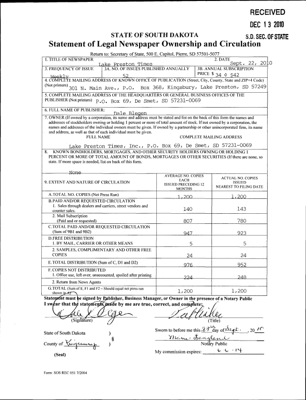 RECEIVED
DEC 13 2010
S.D. SEC. OF STATE
STATE OF SOUTH DAKOTA
Statement of Legal Newspaper Ownership and Circulation
Return to: Secretary of State, 500 E. Capitol, Pierre, SD 57501-5077
1. TITLE OF NEWSPAPER
2. DATE
Lake Preston Times
Sept. 22, 2010
3. FREQUENCY OF ISSUE
3A. NO. OF ISSUES PUBLISHED ANNUALLY
3B. ANNUAL SUBSCRIPTION
Weekly
52
PRICE $ 34 & $42
4. COMPLETE MAILING ADDRESS OF KNOWN OFFICE OF PUBLICATION (Street, City, County, State and ZIP+4 Code)
(Not printers) 301 N. Main Ave., P.O. Box 368, Kingsbury, Lake Preston, SD 57249
5. COMPLETE MAILING ADDRESS OF THE HEADQUARTERS OR GENERAL BUSINESS OFFICES OF THE
PUBLISHER (Not printer) P.O. Box 69, De Smet, SD 57231-0069
6. FULL NAME OF PUBLISHER:
Dale Blegen
7. OWNER (If owned by a corporation, its name and address must be stated and list on the back of this form the names and
addresses of stockholders owning or holding 1 percent or more of total amount of stock. If not owned by a corporation, the
names and addresses of the individual owners must be given. If owned by a partnership or other unincorporated firm, its name
and address, as well as that of each individual must be given.
FULL NAME
COMPLETE MAILING ADDRESS
Lake Preston Times, Inc., P.O. Box 69, De Smet, SD 57231-0069
8. KNOWN BONDHOLDERS, MORTGAGEES, AND OTHER SECURITY HOLDERS OWNING OR HOLDING 1
PERCENT OR MORE OF TOTAL AMOUNT OF BONDS, MORTGAGES OR OTHER SECURITIES (If there are none, so
state. If more space is needed, list on back of this form.
None
9. EXTENT AND NATURE OF CIRCULATION
AVERAGE NO. COPIES
EACH
ISSUED PRECEDING 12
MONTHS
ACTUAL NO. COPIES
ISSUED
NEAREST TO FILING DATE
A. TOTAL NO. COPIES (Net Press Run)
1,200
1,200
B. PAID AND/OR REQUESTED CIRCULATION
1. Sales through dealers and carriers, street vendors and
counter sales.
140
143
2. Mail Subscription
(Paid and or requested)
807
780
C. TOTAL PAID AND/OR REQUESTED CIRCULATION
(Sum of 9B1 and 9B2)
947
923
D. FREE DISTRIBUTION
1. BY MAIL, CARRIER OR OTHER MEANS
5
5
2. SAMPLES, COMPLIMENTARY AND OTHER FREE
COPIES
24
24
E. TOTAL DISTRIBUTION (Sum of C, D1 and D2)
976
952
F. COPIES NOT DISTRIBUTED
1. Office use, left over, unaccounted, spoiled after printing
224
248
2. Return from News Agents
G. TOTAL (Sum of E, F1 and F2 – Should equal net press run
shown in A)
1,200
1,200
Statement must be signed by Publisher, Business Manager, or Owner in the presence of a Notary Public
I swear that the statements made by me are true, correct, and complete:
(Signature)
(Title)
State of South Dakota
Sworn to before me this
day of Sept. 20 10
County of Kingsbury
Notary Public
(Seal)
My commission expires:
Form: SOS REC 051 7/2004